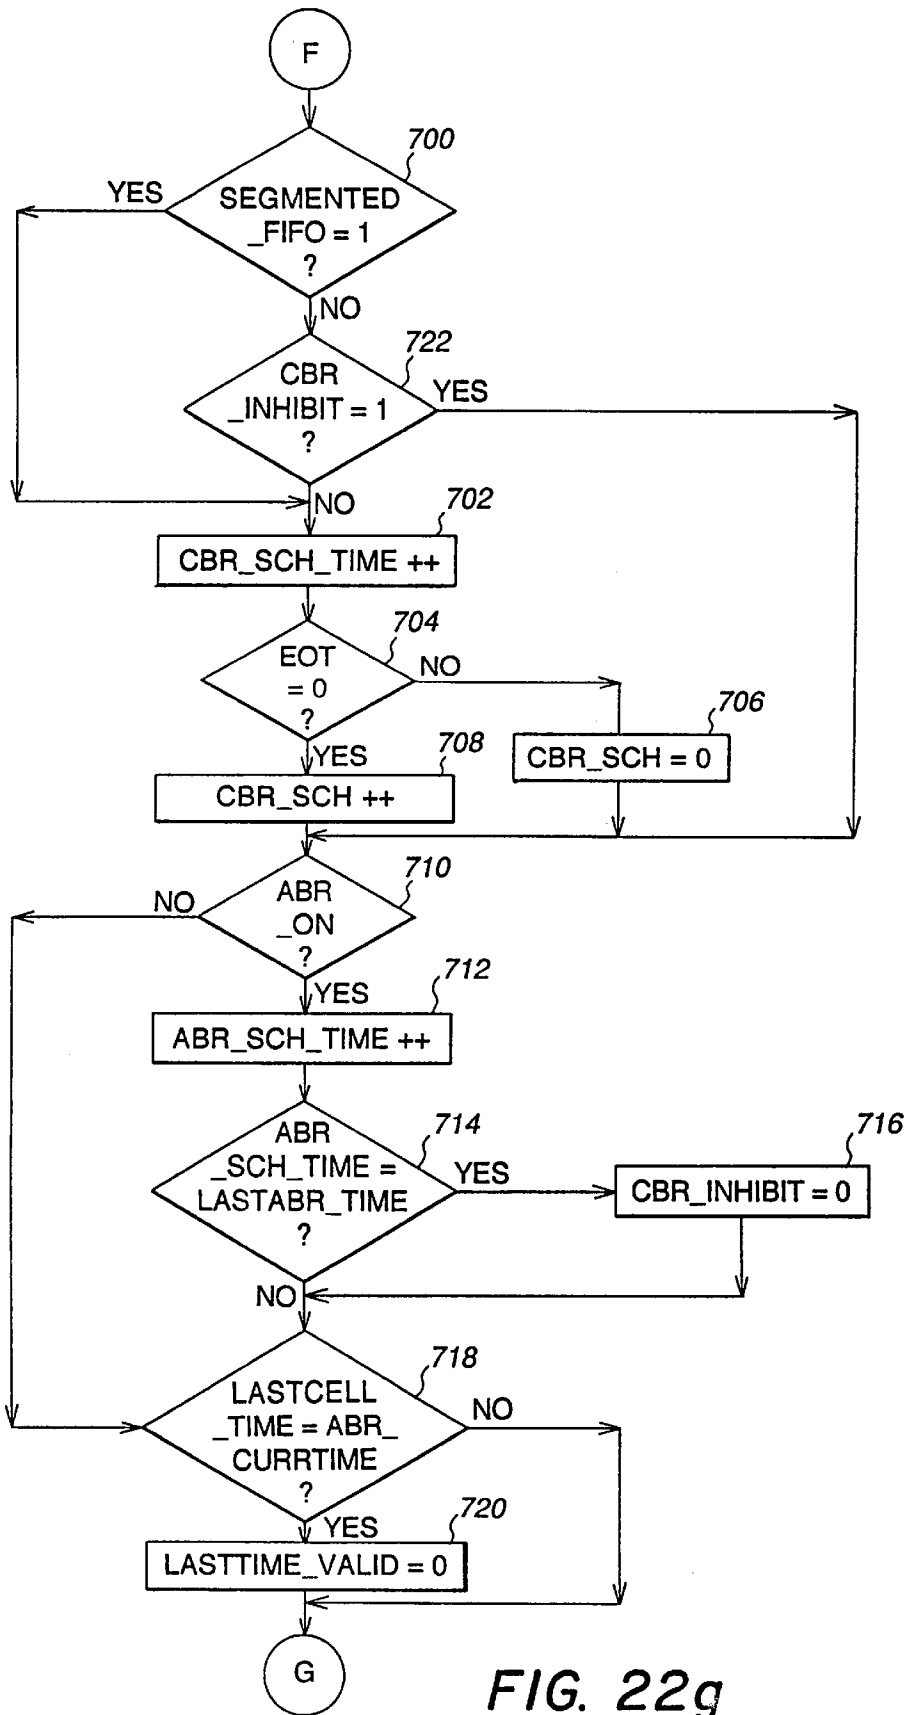 F
700
YES
SEGMENTED
_FIFO = 1
?
NO
722
CBR
_INHIBIT = 1
?
YES
NO
702
CBR_SCH_TIME ++
704
EOT
= 0
?
NO
706
CBR_SCH = 0
YES
708
CBR_SCH ++
710
NO
ABR
_ON
?
YES
712
ABR_SCH_TIME ++
714
ABR
_SCH_TIME =
LASTABR_TIME
?
YES
716
CBR_INHIBIT = 0
NO
718
LASTCELL
_TIME = ABR_
CURRTIME
?
NO
YES
720
LASTTIME_VALID = 0
G
FIG. 22g